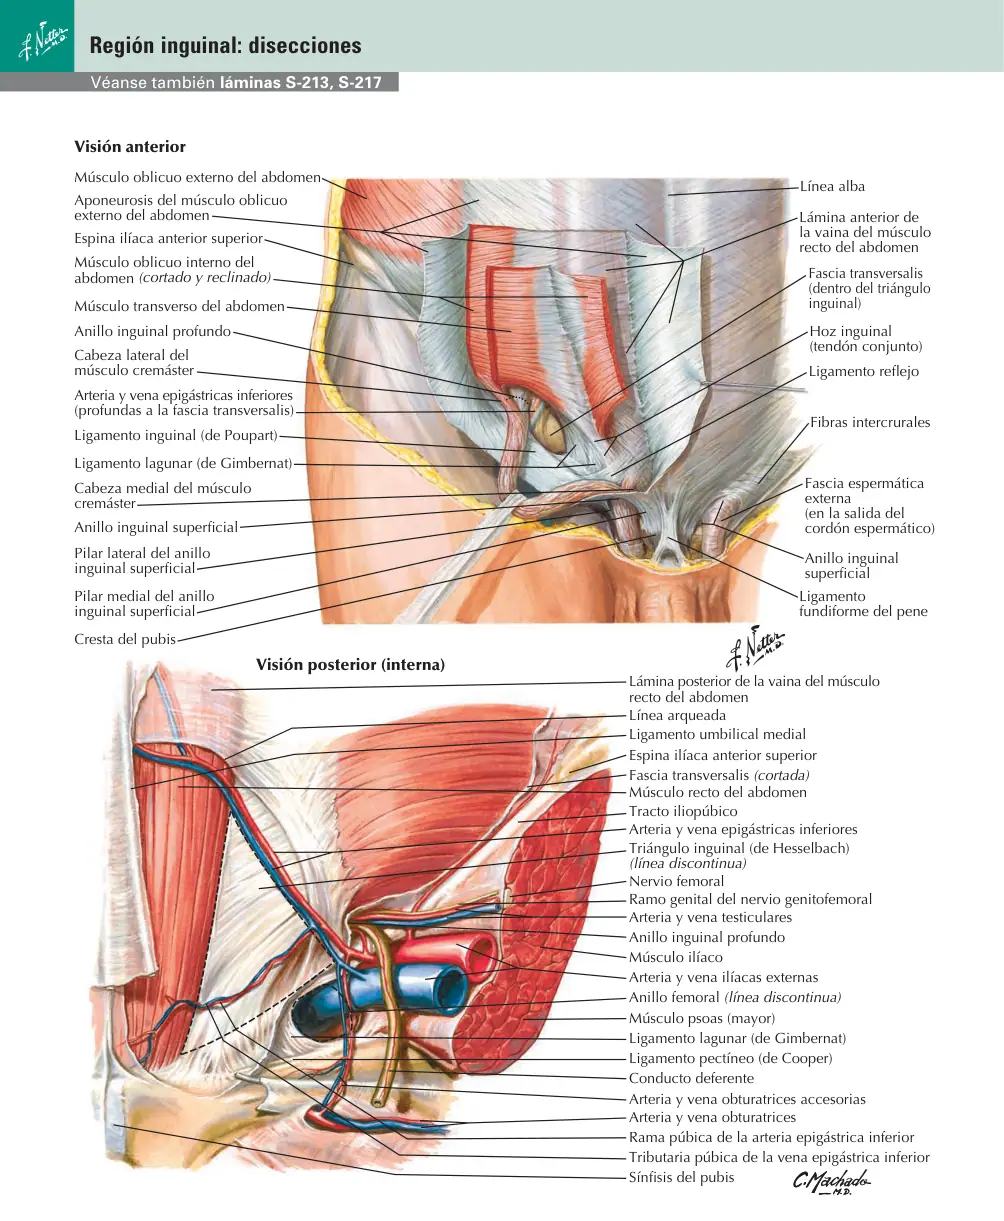 F. Netter M.D.
Región inguinal: disecciones
Véanse también láminas S-213, S-217
Visión anterior
Músculo oblicuo externo del abdomen
Aponeurosis del músculo oblicuo
externo del abdomen
Espina ilíaca anterior superior
Músculo oblicuo interno del
abdomen (cortado y reclinado)
Músculo transverso del abdomen
Anillo inguinal profundo
Cabeza lateral del
músculo cremáster
Arteria y vena epigástricas inferiores
(profundas a la fascia transversalis)
Ligamento inguinal (de Poupart)
Ligamento lagunar (de Gimbernat)
Cabeza medial del músculo
cremáster
Anillo inguinal superficial
Pilar lateral del anillo
inguinal superficial
Pilar medial del anillo
inguinal superficial
Cresta del pubis
Línea alba
Lámina anterior de
la vaina del músculo
recto del abdomen
Fascia transversalis
(dentro del triángulo
inguinal)
Hoz inguinal
(tendón conjunto)
Ligamento reflejo
Fibras intercrurales
Fascia espermática
externa
(en la salida del
cordón espermático)
Anillo inguinal
superficial
Ligamento
fundiforme del pene
F. Netter M.D.
Visión posterior (interna)
Lámina posterior de la vaina del músculo
recto del abdomen
Línea arqueada
Ligamento umbilical medial
Espina ilíaca anterior superior
Fascia transversalis (cortada)
Músculo recto del abdomen
Tracto iliopúbico
Arteria y vena epigástricas inferiores
Triángulo inguinal (de Hesselbach)
(línea discontinua)
Nervio femoral
Ramo genital del nervio genitofemoral
Arteria y vena testiculares
Anillo inguinal profundo
Músculo ilíaco
Arteria y vena ilíacas externas
Anillo femoral (línea discontinua)
Músculo psoas (mayor)
Ligamento lagunar (de Gimbernat)
Ligamento pectíneo (de Cooper)
Conducto deferente
Arteria y vena obturatrices accesorias
Arteria y vena obturatrices
Rama púbica de la arteria epigástrica inferior
Tributaria púbica de la vena epigástrica inferior
Sínfisis del pubis
C. Machado M.D.